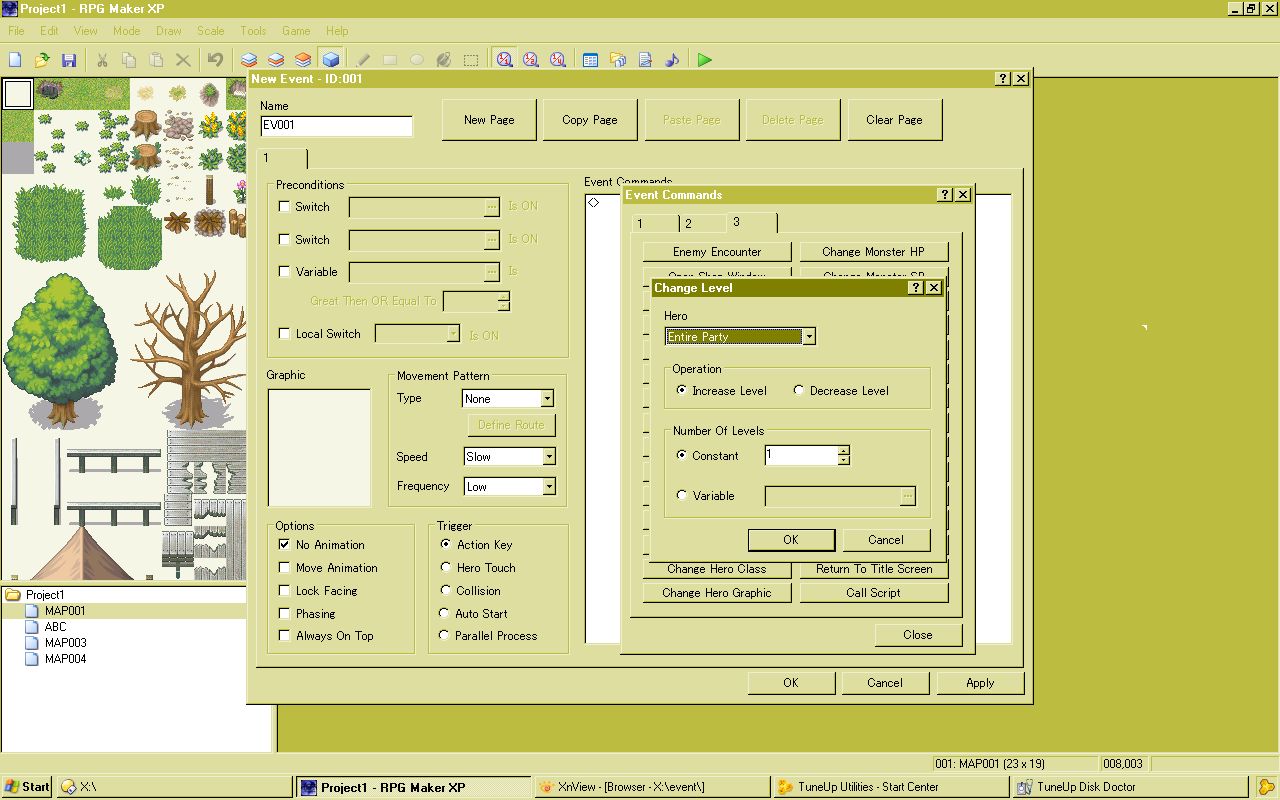 Project1 - RPG Maker XP
File Edit View Mode Draw Scale Tools Game Help
New Event - ID:001
Name
EV001
New Page Copy Page Paste Page Delete Page Clear Page
1
Preconditions
Switch Is ON
Switch Is ON
Variable Is
Great Then OR Equal To
Local Switch Is ON
Graphic
Movement Pattern
Type None
Define Route
Speed Slow
Frequency Low
Options
No Animation
Move Animation
Lock Facing
Phasing
Always On Top
Trigger
Action Key
Hero Touch
Collision
Auto Start
Parallel Process
Event Commands
Event Commands
1 2 3
Enemy Encounter Change Monster HP
Open Shop Window Change Monster SP
Change Level
Hero
Entire Party
Operation
Increase Level Decrease Level
Number Of Levels
Constant 1
Variable
OK Cancel
Change Hero Class Return To Title Screen
Change Hero Graphic Call Script
Close
OK Cancel Apply
Project1
MAP001
ABC
MAP003
MAP004
001: MAP001 (23 x 19) 008,003
Start X:\ Project1 - RPG Maker XP XnView - [Browser - X:\event\] TuneUp Utilities - Start Center TuneUp Disk Doctor